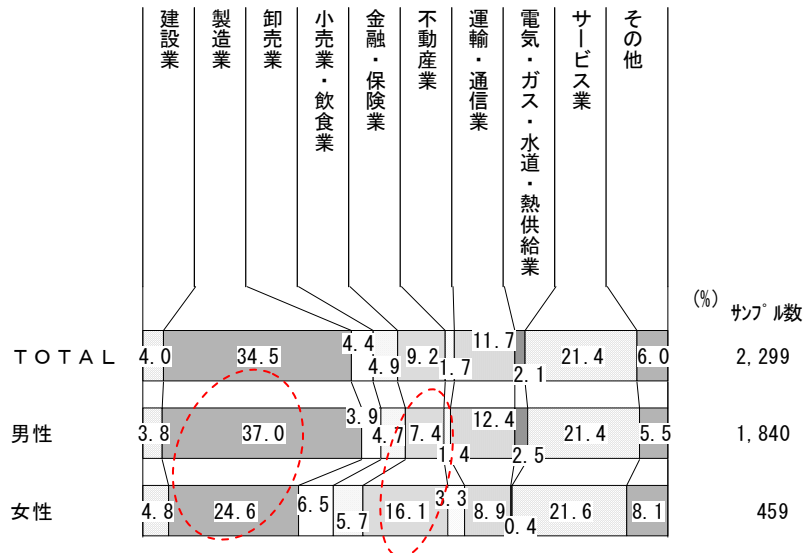 建設業
製造業
卸売業
小売業・飲食業
金融・保険業
不動産業
運輸・通信業
電気・ガス・水道・熱供給業
サービス業
その他
(%) サンプル数
ＴＯＴＡＬ 4.0 34.5 4.4 4.9 9.2 1.7 11.7 2.1 21.4 6.0 2,299
男性 3.8 37.0 3.9 4.7 7.4 1.4 12.4 2.5 21.4 5.5 1,840
女性 4.8 24.6 6.5 5.7 16.1 3.3 8.9 0.4 21.6 8.1 459